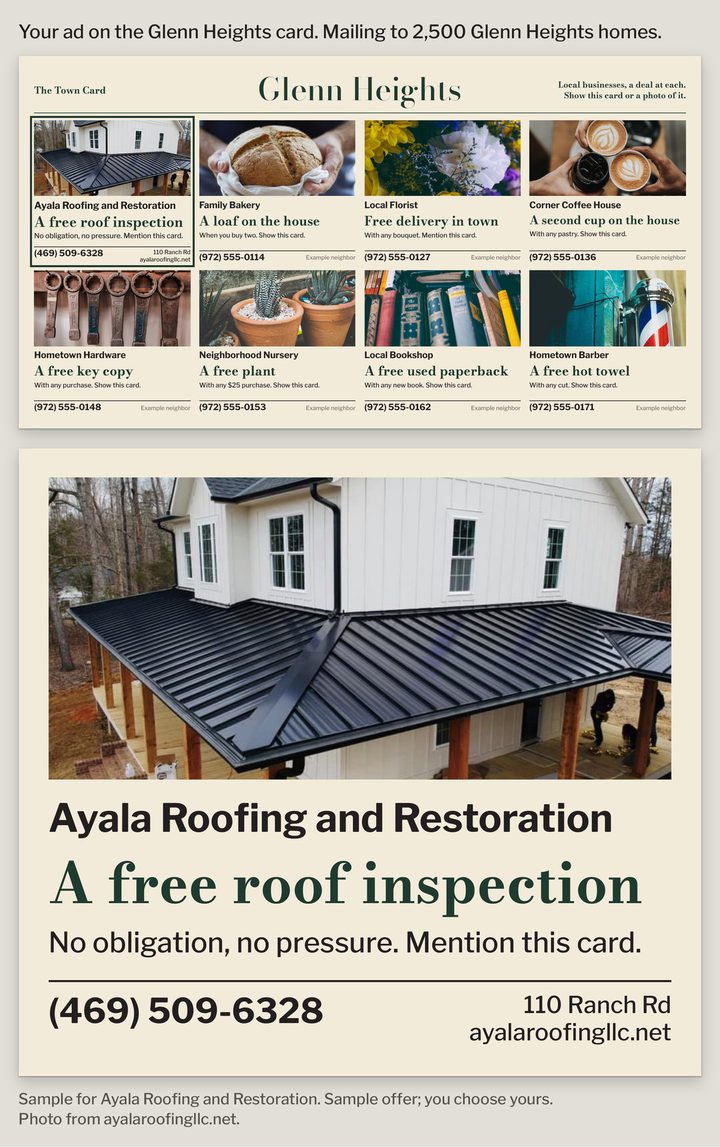 Your ad on the Glenn Heights card. Mailing to 2,500 Glenn Heights homes.
The Town Card
Glenn Heights
Local businesses, a deal at each.
Show this card or a photo of it.
Ayala Roofing and Restoration
A free roof inspection
No obligation, no pressure. Mention this card.
(469) 509-6328
110 Ranch Rd
ayalaroofingllc.net
Family Bakery
A loaf on the house
When you buy two. Show this card.
(972) 555-0114
Example neighbor
Local Florist
Free delivery in town
With any bouquet. Mention this card.
(972) 555-0127
Example neighbor
Corner Coffee House
A second cup on the house
With any pastry. Show this card.
(972) 555-0136
Example neighbor
Hometown Hardware
A free key copy
With any purchase. Show this card.
(972) 555-0148
Example neighbor
Neighborhood Nursery
A free plant
With any $25 purchase. Show this card.
(972) 555-0153
Example neighbor
Local Bookshop
A free used paperback
With any new book. Show this card.
(972) 555-0162
Example neighbor
Hometown Barber
A free hot towel
With any cut. Show this card.
(972) 555-0171
Example neighbor
Ayala Roofing and Restoration
A free roof inspection
No obligation, no pressure. Mention this card.
(469) 509-6328
110 Ranch Rd
ayalaroofingllc.net
Sample for Ayala Roofing and Restoration. Sample offer; you choose yours.
Photo from ayalaroofingllc.net.